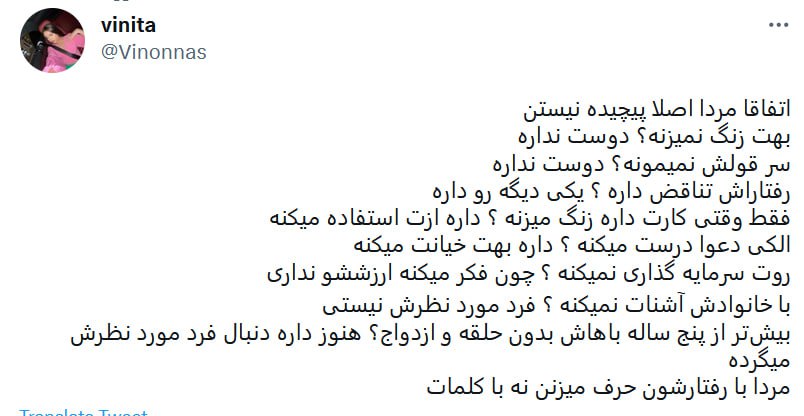 vinita
@Vinonnas
اتفاقا مردا اصلا پیچیده نیستن
بهت زنگ نمیزنه؟ دوست نداره
سر قولش نمیمونه؟ دوست نداره
رفتاراش تناقض داره ؟ یکی دیگه رو داره
فقط وقتی کارت داره زنگ میزنه ؟ داره ازت استفاده میکنه
الکی دعوا درست میکنه ؟ داره بهت خیانت میکنه
روت سرمایه گذاری نمیکنه ؟ چون فکر میکنه ارزششو نداری
با خانوادش آشنات نمیکنه ؟ فرد مورد نظرش نیستی
بیش‌تر از پنج ساله باهاش بدون حلقه و ازدواج؟ هنوز داره دنبال فرد مورد نظرش
میگرده
مردا با رفتارشون حرف میزنن نه با کلمات
Translate Tweet